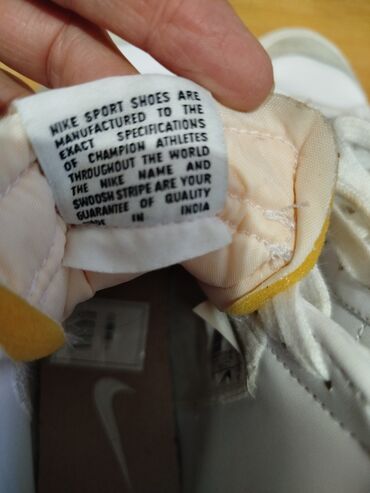 NIKE SPORT SHOES ARE
MANUFACTURED TO THE
EXACT SPECIFICATIONS
OF CHAMPION ATHLETES
THROUGHOUT THE WORLD
THE NIKE NAME AND
SWOOSH STRIPE ARE YOUR
GUARANTEE OF QUALITY
MADE IN INDIA